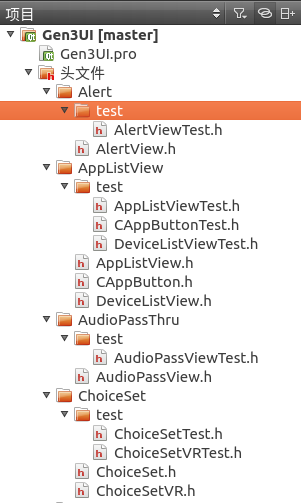 项目
Gen3UI [master]
Gen3UI.pro
头文件
Alert
test
AlertViewTest.h
AlertView.h
AppListView
test
AppListViewTest.h
CAppButtonTest.h
DeviceListViewTest.h
AppListView.h
CAppButton.h
DeviceListView.h
AudioPassThru
test
AudioPassViewTest.h
AudioPassView.h
ChoiceSet
test
ChoiceSetTest.h
ChoiceSetVRTest.h
ChoiceSet.h
ChoiceSetVR.h